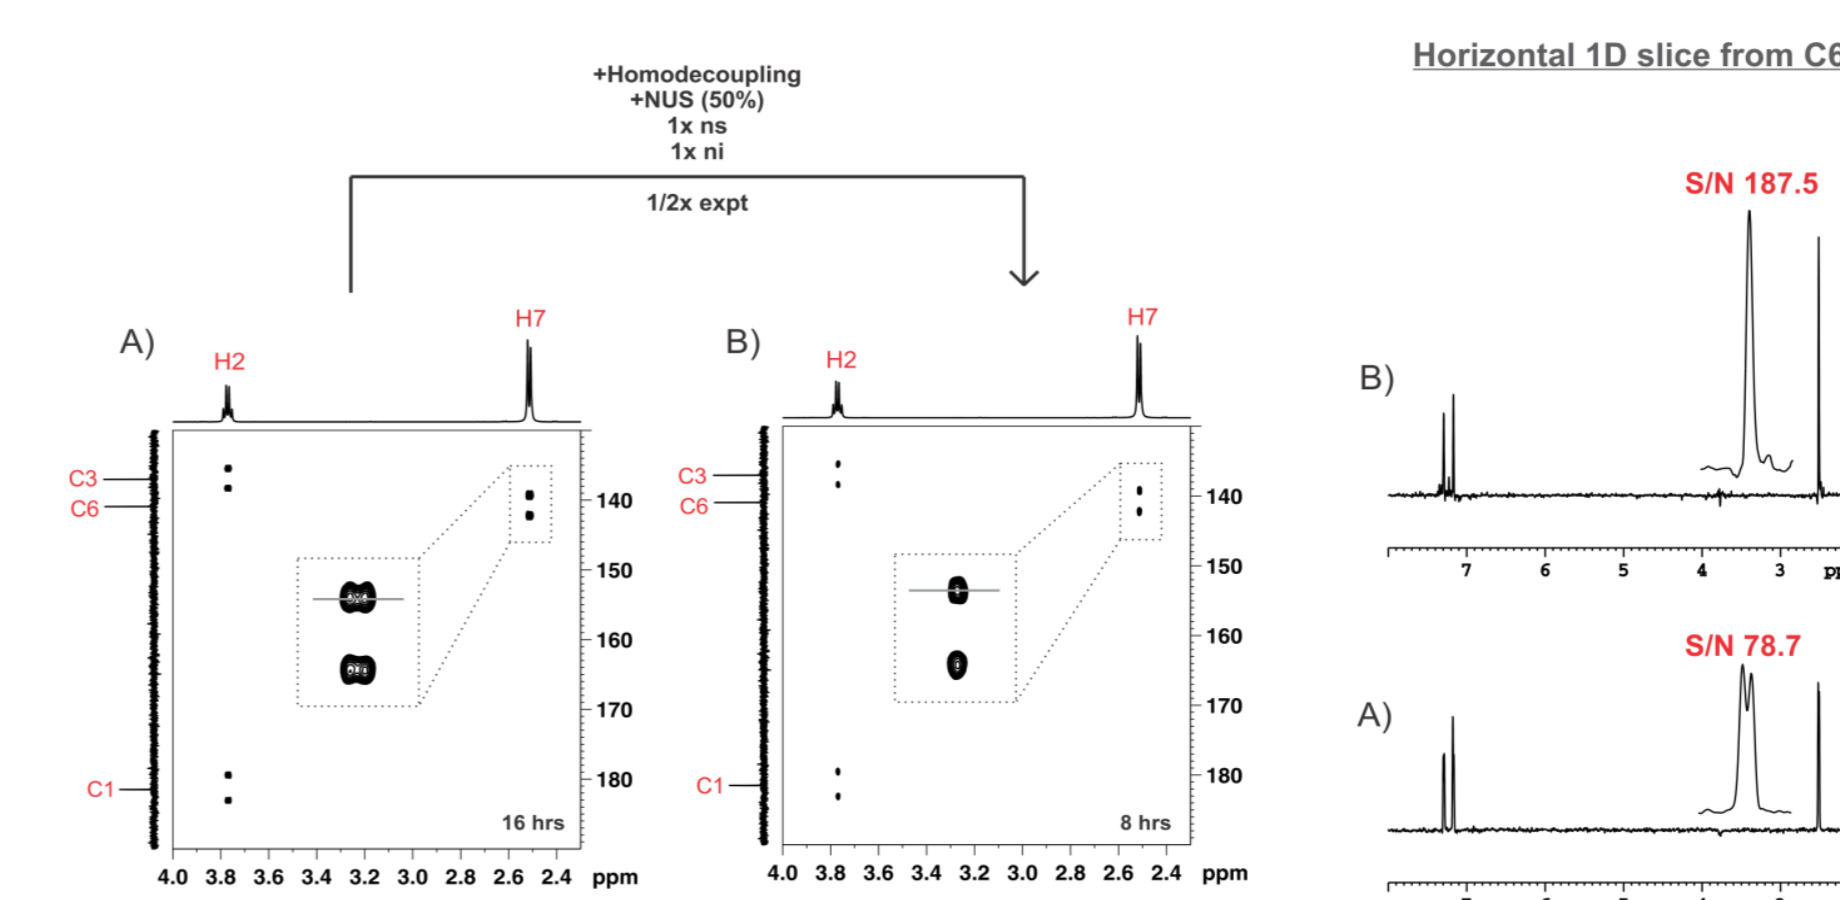 +Homodecoupling
+NUS (50%)
1x ns
1x ni
1/2x expt
A)
H2
H7
C3
C6
C1
140
150
160
170
180
16 hrs
4.0 3.8 3.6 3.4 3.2 3.0 2.8 2.6 2.4 ppm
B)
H2
H7
C3
C6
C1
140
150
160
170
180
8 hrs
4.0 3.8 3.6 3.4 3.2 3.0 2.8 2.6 2.4 ppm
Horizontal 1D slice from C6
S/N 187.5
B)
7 6 5 4 3
S/N 78.7
A)